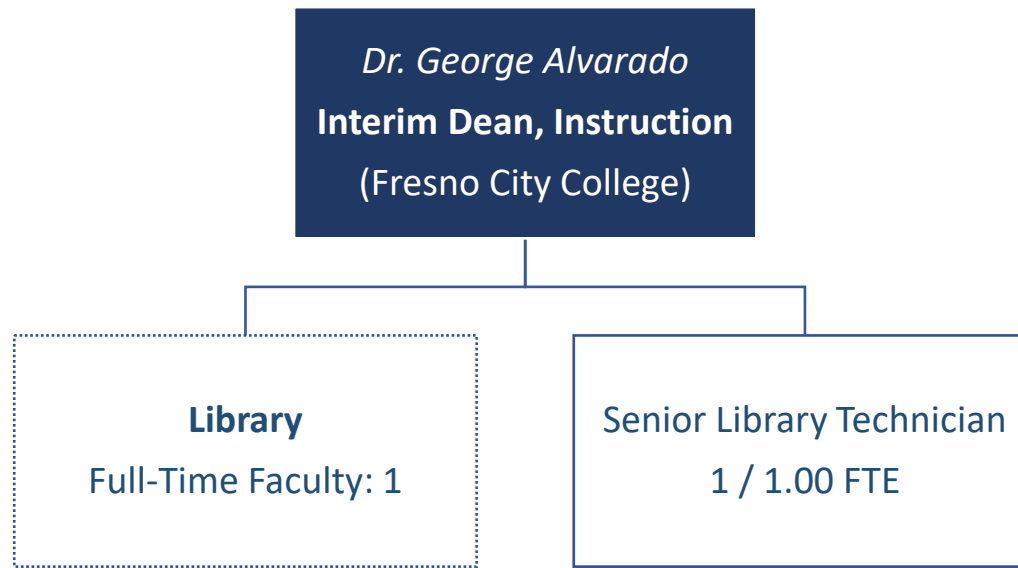 Dr. George Alvarado
Interim Dean, Instruction
(Fresno City College)
Library
Full-Time Faculty: 1
Senior Library Technician
1 / 1.00 FTE